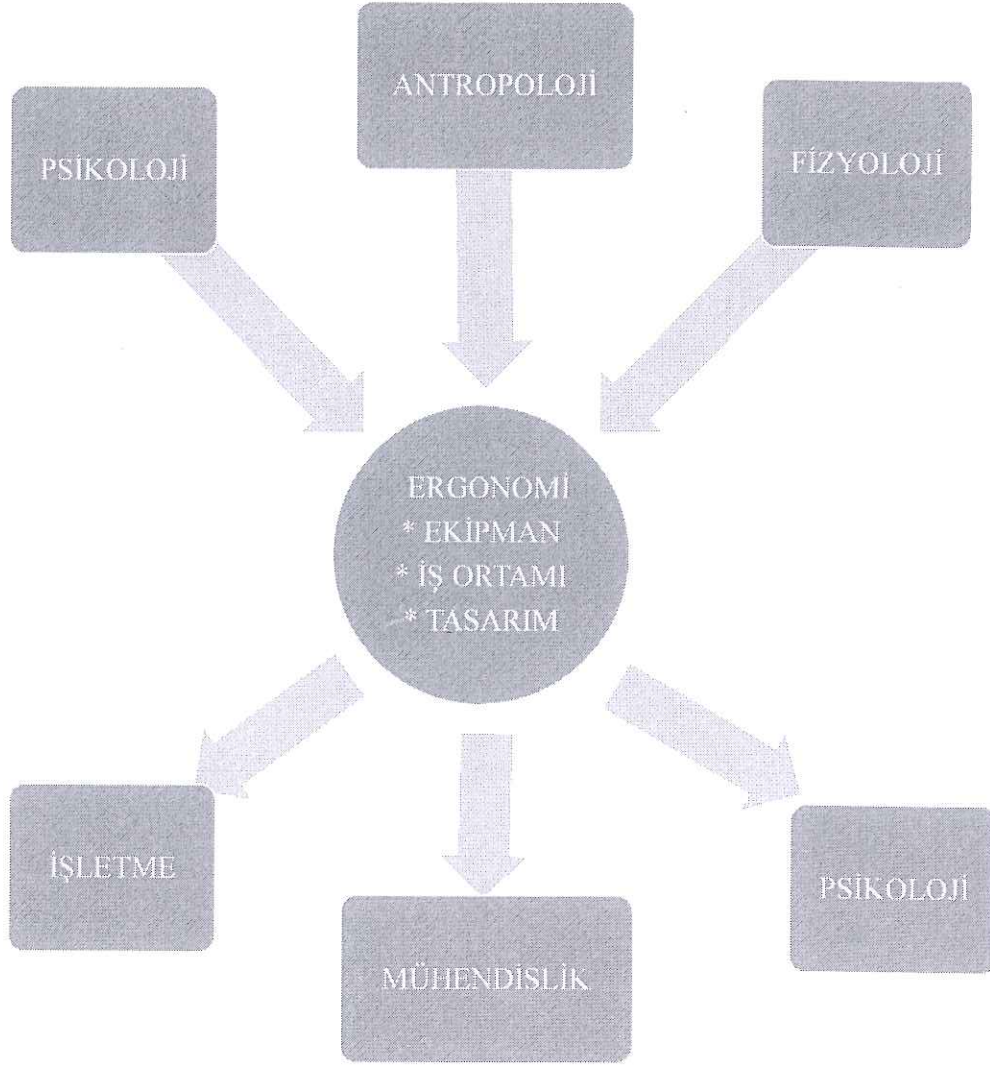 ANTROPOLOJİ
PSİKOLOJİ
FİZYOLOJİ
ERGONOMİ
* EKİPMAN
* İŞ ORTAMI
* TASARIM
İŞLETME
MÜHENDİSLİK
PSİKOLOJİ